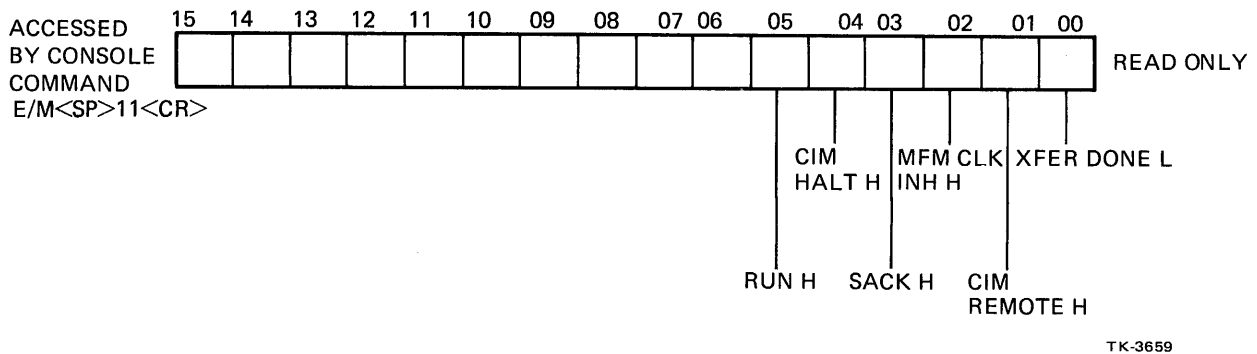 15 14 13 12 11 10 09 08 07 06 05 04 03 02 01 00
ACCESSED
BY CONSOLE
COMMAND
E/M<SP>11<CR>
READ ONLY
CIM
HALT H
MFM CLK
INH H
XFER DONE L
RUN H
SACK H
CIM
REMOTE H
TK-3659